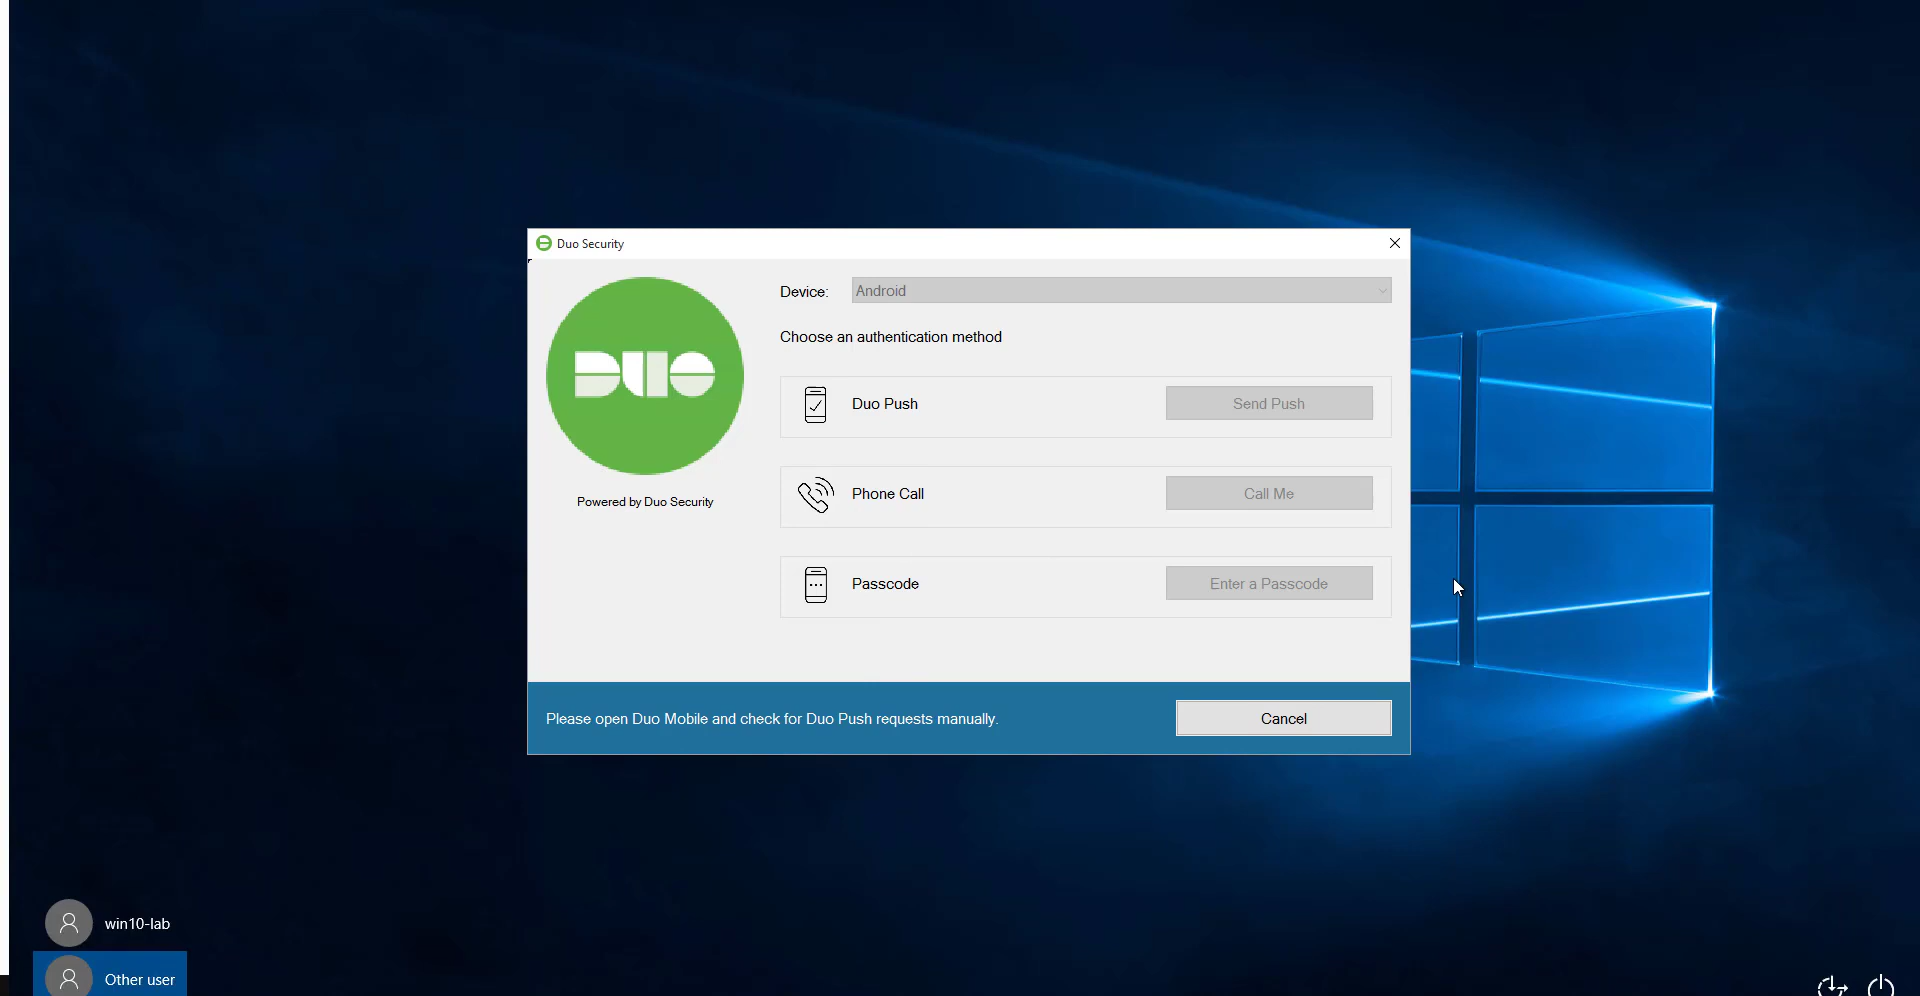 Duo Security
DUO
Powered by Duo Security
Device: Android
Choose an authentication method
Duo Push Send Push
Phone Call Call Me
Passcode Enter a Passcode
Please open Duo Mobile and check for Duo Push requests manually. Cancel
win10-lab
Other user